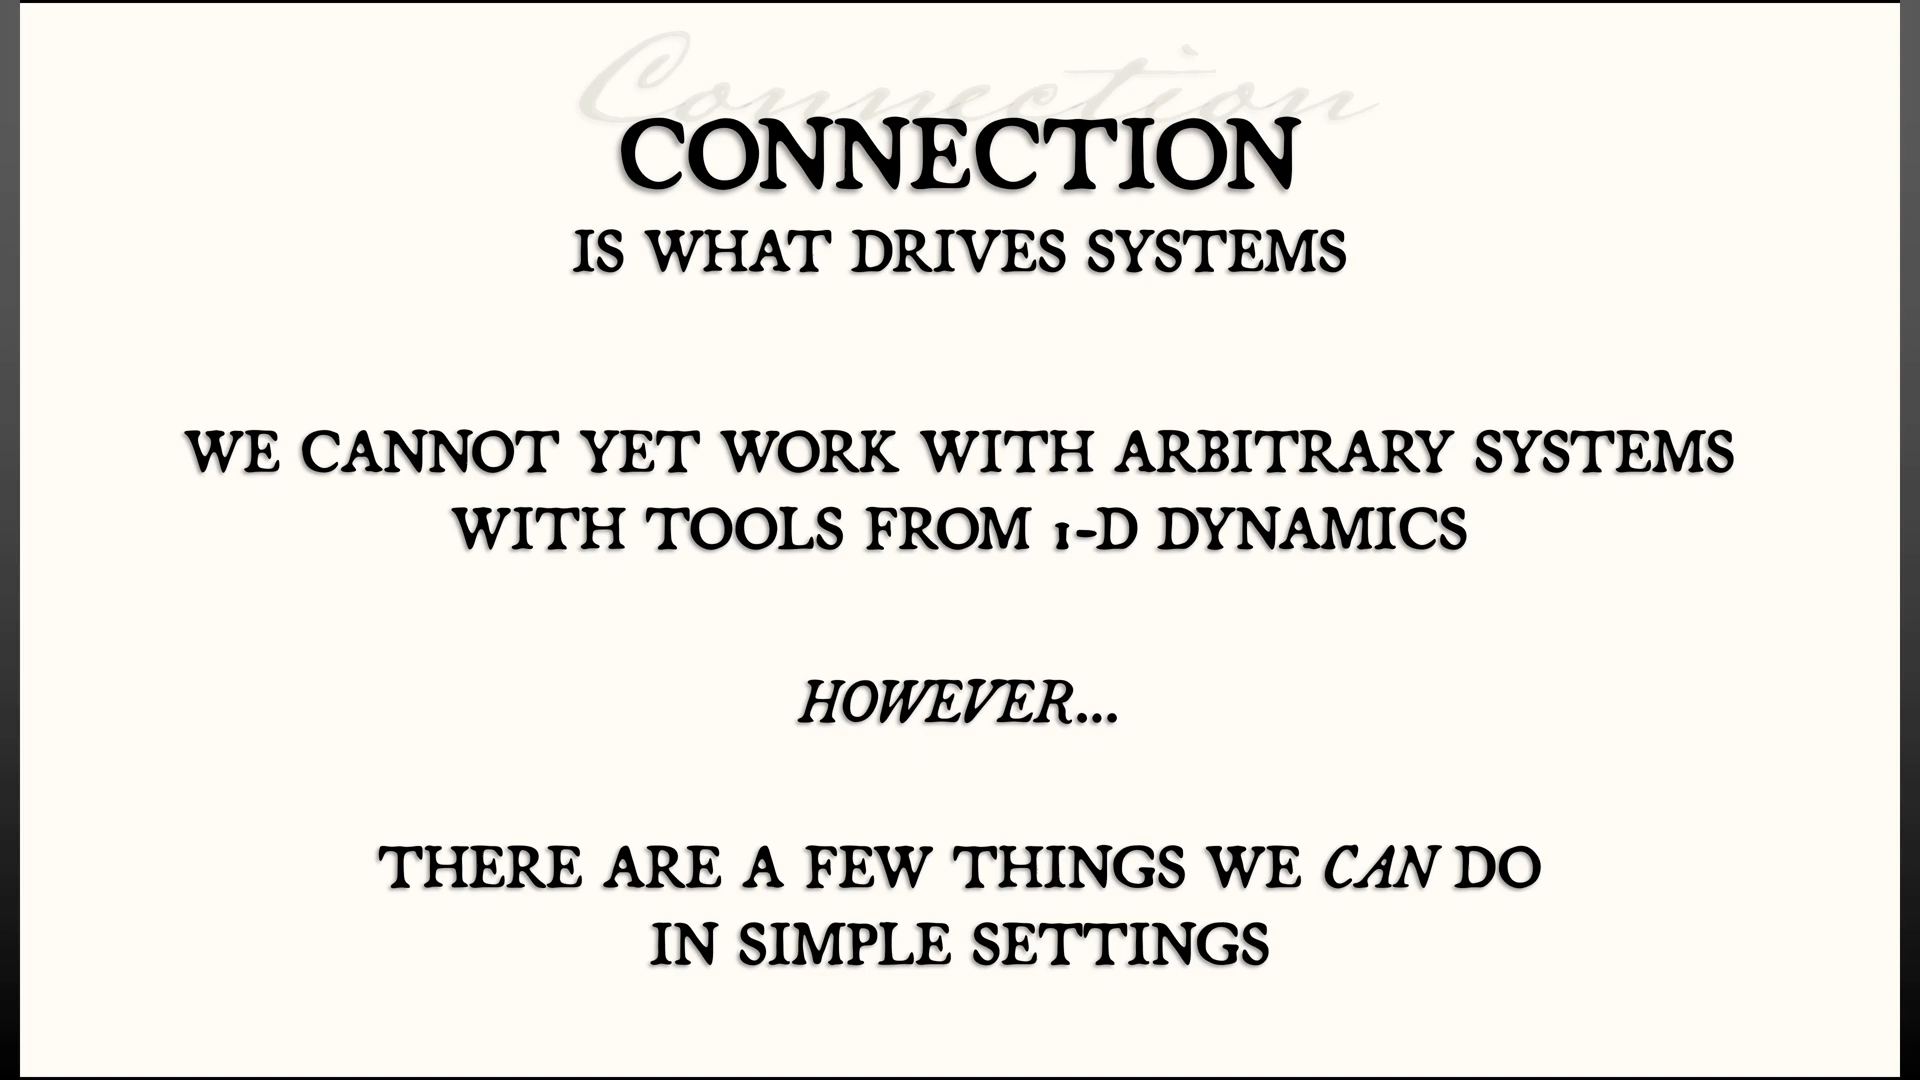 Connection
CONNECTION
IS WHAT DRIVES SYSTEMS
WE CANNOT YET WORK WITH ARBITRARY SYSTEMS
WITH TOOLS FROM 1-D DYNAMICS
HOWEVER...
THERE ARE A FEW THINGS WE CAN DO
IN SIMPLE SETTINGS